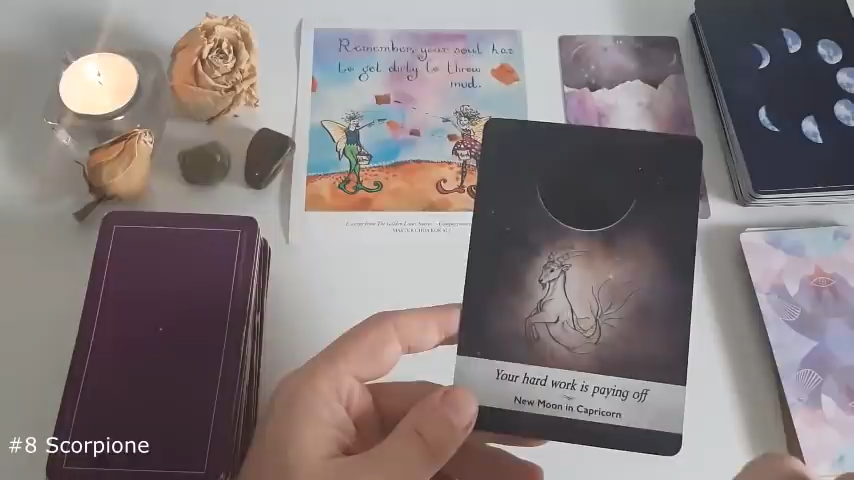 Remember, your soul has
to get dirty to throw
mud.
Your hard work is paying off
New Moon in Capricorn
#8 Scorpione